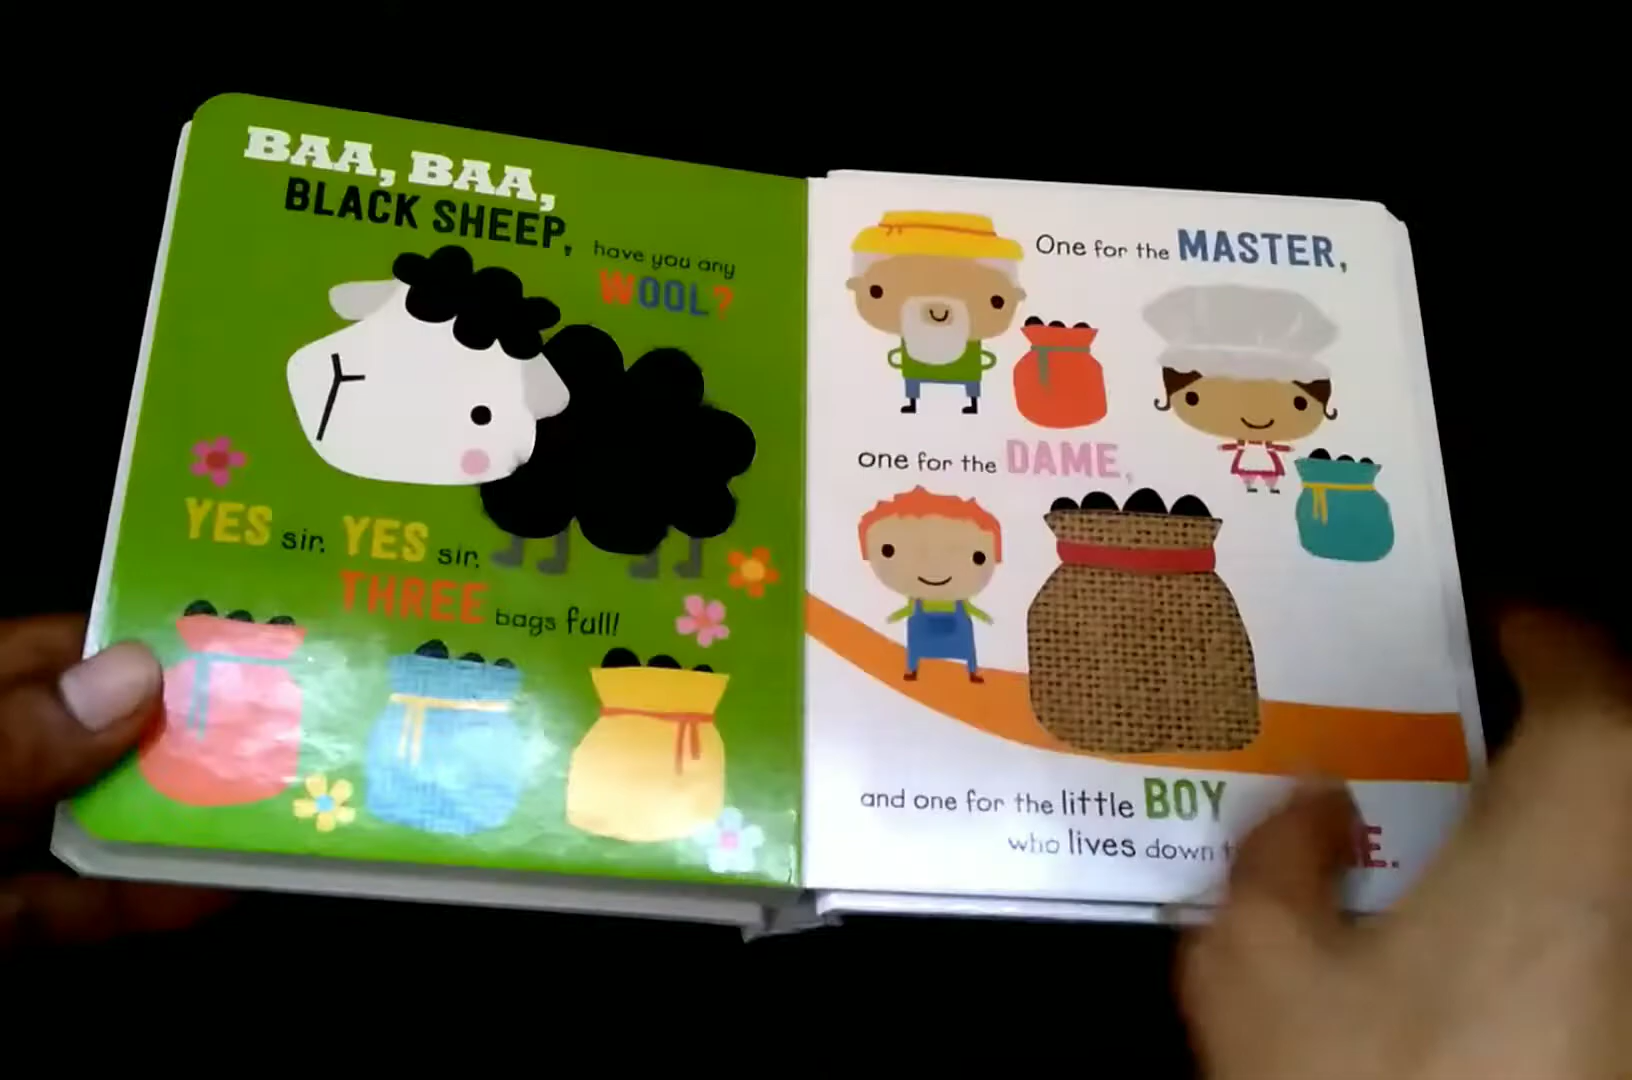 BAA, BAA,
BLACK SHEEP, have you any
WOOL?
YES sir, YES sir,
THREE bags full!
One for the MASTER,
one for the DAME,
and one for the little BOY
who lives down